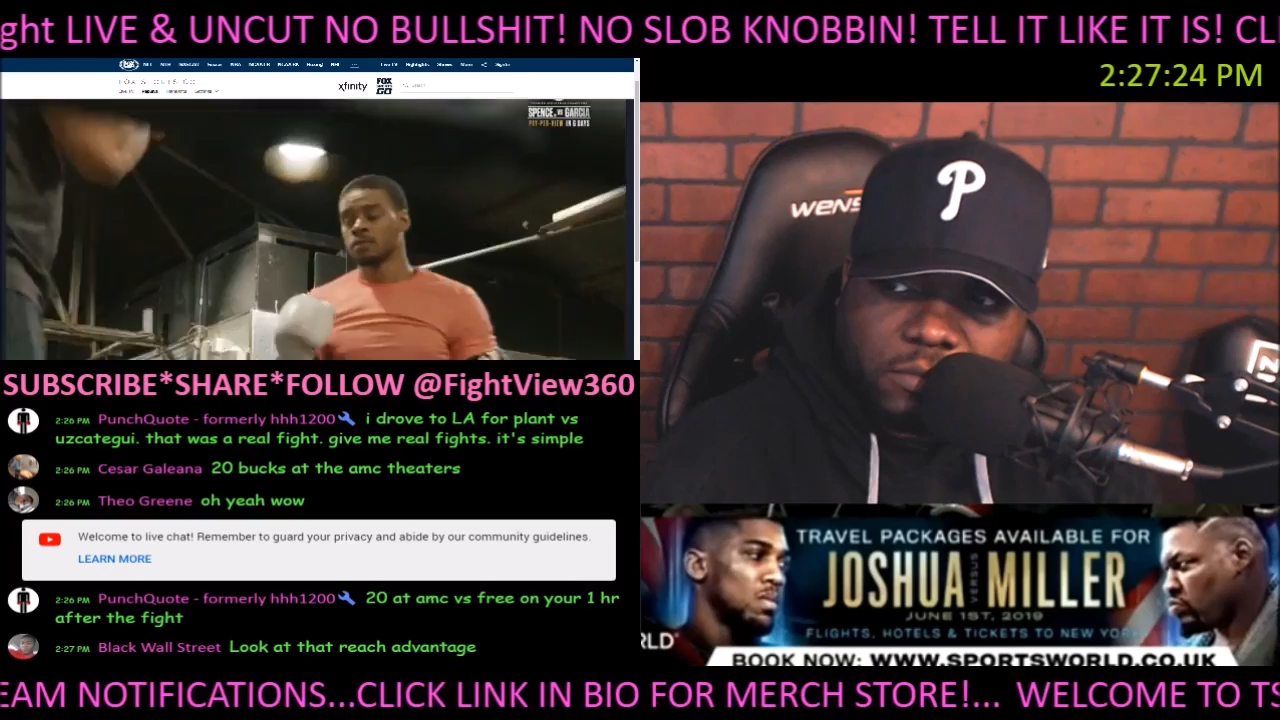 ght LIVE & UNCUT NO BULLSHIT! NO SLOB KNOBBIN! TELL IT LIKE IT IS! CL
2:27:24 PM
xfinity
FOX
SPORTS
GO
SPENCE VS GARCIA
PAY-PER-VIEW IN 6 DAYS
WENS
P
SUBSCRIBE*SHARE*FOLLOW @FightView360
2:26 PM PunchQuote - formerly hhh1200 i drove to LA for plant vs
uzcategui. that was a real fight. give me real fights. it's simple
2:26 PM Cesar Galeana 20 bucks at the amc theaters
2:26 PM Theo Greene oh yeah wow
Welcome to live chat! Remember to guard your privacy and abide by our community guidelines.
LEARN MORE
2:26 PM PunchQuote - formerly hhh1200 20 at amc vs free on your 1 hr
after the fight
2:27 PM Black Wall Street Look at that reach advantage
TRAVEL PACKAGES AVAILABLE FOR
JOSHUA VERSUS MILLER
JUNE 1ST, 2019
FLIGHTS, HOTELS & TICKETS TO NEW YORK
RLD
BOOK NOW: WWW.SPORTSWORLD.CO.UK
EAM NOTIFICATIONS...CLICK LINK IN BIO FOR MERCH STORE!... WELCOME TO TS